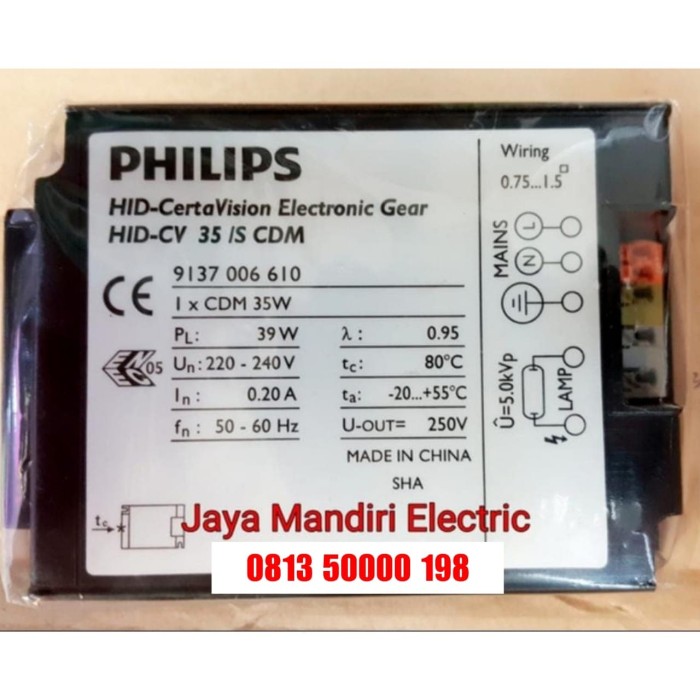 PHILIPS
HID-CertaVision Electronic Gear
HID-CV 35 /S CDM
9137 006 610
1 x CDM 35W
CE
05
PL: 39 W
Un: 220 - 240 V
In: 0.20 A
fn: 50 - 60 Hz
λ: 0.95
tc: 80°C
ta: -20...+55°C
U-OUT= 250V
MADE IN CHINA
SHA
Wiring
0.75...1.5
MAINS
L
N
Û=5.0kVp
LAMP
tc
Jaya Mandiri Electric
0813 50000 198